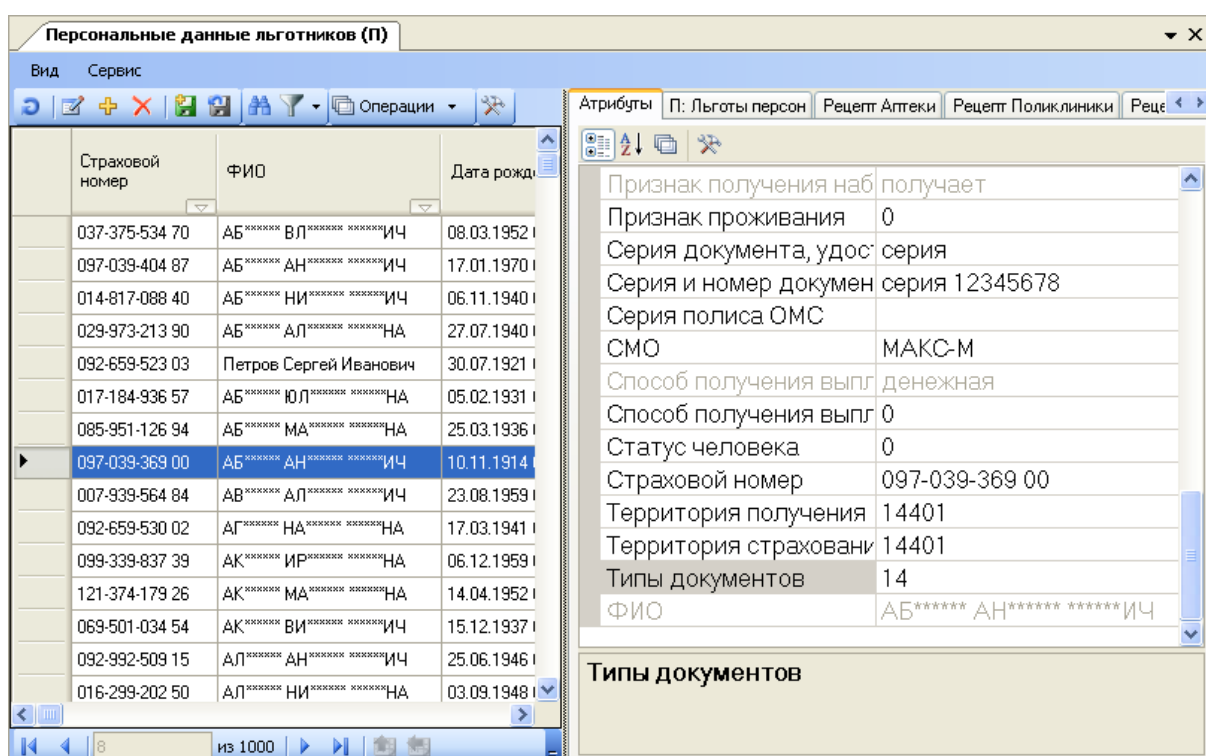 Персональные данные льготников (П)
Вид Сервис
Операции
Страховой номер ФИО Дата рожд
037-375-534 70 АБ****** ВЛ****** ******ИЧ 08.03.1952
097-039-404 87 АБ****** АН****** ******ИЧ 17.01.1970
014-817-088 40 АБ****** НИ****** ******ИЧ 06.11.1940
029-973-213 90 АБ****** АЛ****** ******НА 27.07.1940
092-659-523 03 Петров Сергей Иванович 30.07.1921
017-184-936 57 АБ****** ЮЛ****** ******НА 05.02.1931
085-951-126 94 АБ****** МА****** ******НА 25.03.1936
097-039-369 00 АБ****** АН****** ******ИЧ 10.11.1914
007-939-564 84 АВ****** АЛ****** ******ИЧ 23.08.1959
092-659-530 02 АГ****** НА****** ******НА 17.03.1941
099-339-837 39 АК****** ИР****** ******НА 06.12.1959
121-374-179 26 АК****** МА****** ******НА 14.04.1952
069-501-034 54 АК****** ВИ****** ******ИЧ 15.12.1937
092-992-509 15 АЛ****** АН****** ******ИЧ 25.06.1946
016-299-202 50 АЛ****** НИ****** ******НА 03.09.1948
8 из 1000
Атрибуты П: Льготы персон Рецепт Аптеки Рецепт Поликлиники Реце
Признак получения наб получает
Признак проживания 0
Серия документа, удост серия
Серия и номер докумен серия 12345678
Серия полиса ОМС
СМО МАКС-М
Способ получения выпл денежная
Способ получения выпл 0
Статус человека 0
Страховой номер 097-039-369 00
Территория получения 14401
Территория страховани 14401
Типы документов 14
ФИО АБ****** АН****** ******ИЧ
Типы документов